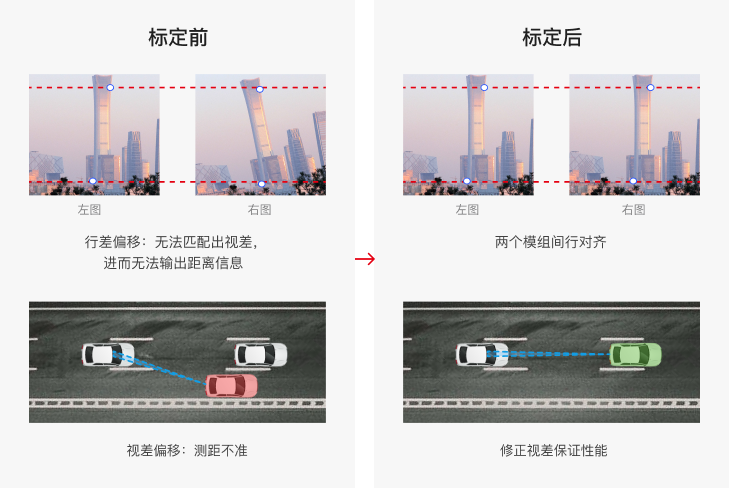 标定前
左图
右图
行差偏移：无法匹配出视差，
进而无法输出距离信息
视差偏移：测距不准
标定后
左图
右图
两个模组间行对齐
修正视差保证性能